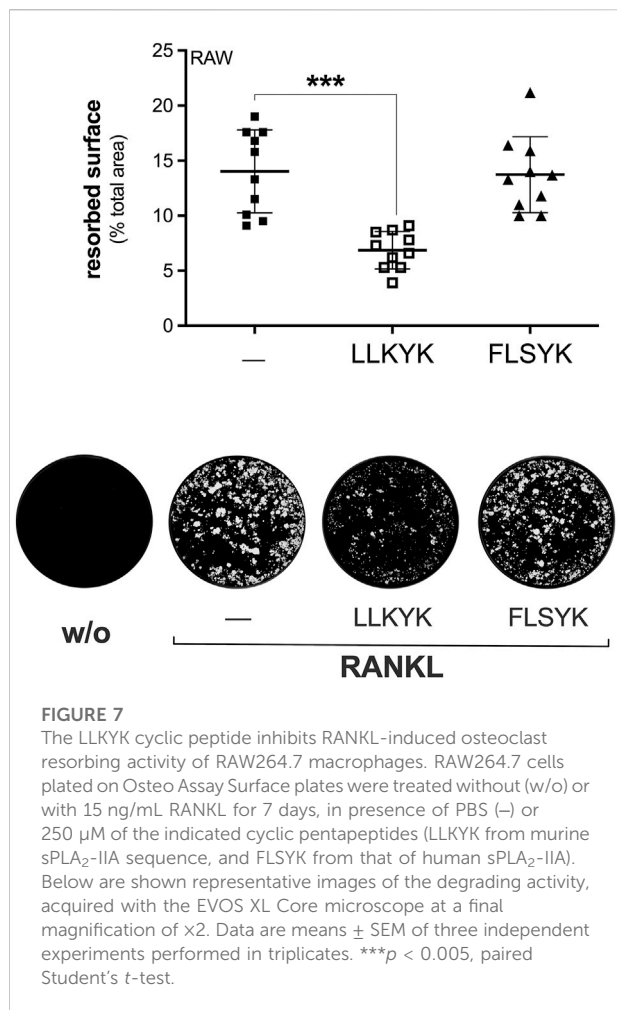 25
RAW
***
20
15
10
5
0
resorbed surface
(% total area)
—
LLKYK
FLSYK
w/o
—
LLKYK
FLSYK
RANKL
FIGURE 7
The LLKYK cyclic peptide inhibits RANKL-induced osteoclast
resorbing activity of RAW264.7 macrophages. RAW264.7 cells
plated on Osteo Assay Surface plates were treated without (w/o) or
with 15 ng/mL RANKL for 7 days, in presence of PBS (–) or
250 µM of the indicated cyclic pentapeptides (LLKYK from murine
sPLA₂-IIA sequence, and FLSYK from that of human sPLA₂-IIA).
Below are shown representative images of the degrading activity,
acquired with the EVOS XL Core microscope at a final
magnification of ×2. Data are means ± SEM of three independent
experiments performed in triplicates. ***p < 0.005, paired
Student's t-test.